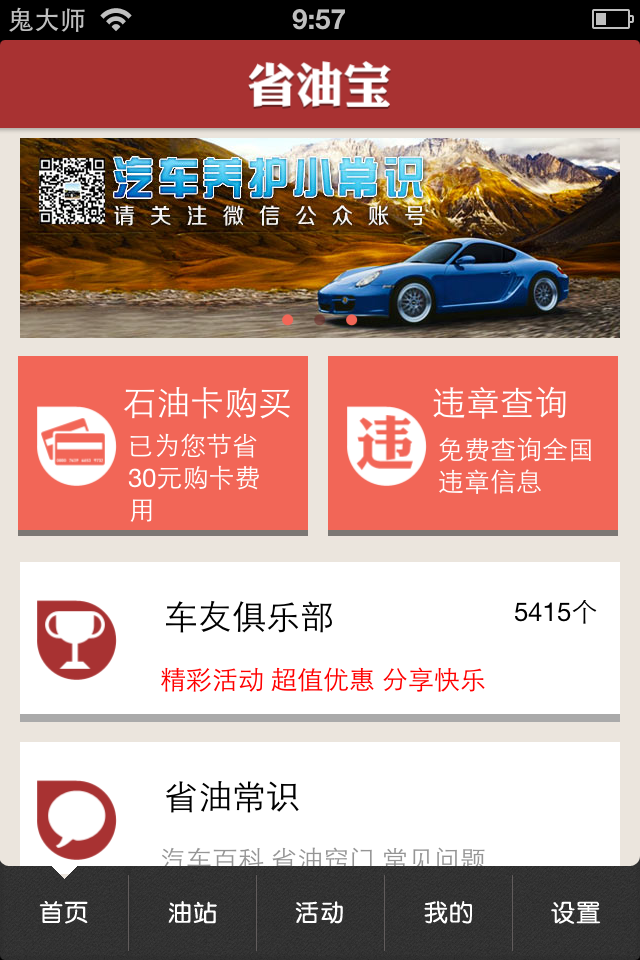 鬼大师
9:57
省油宝
汽车养护小常识
请关注微信公众账号
石油卡购买
已为您节省
30元购卡费
用
违
违章查询
免费查询全国
违章信息
车友俱乐部
5415个
精彩活动 超值优惠 分享快乐
省油常识
汽车百科 省油窍门 常见问题
首页
油站
活动
我的
设置